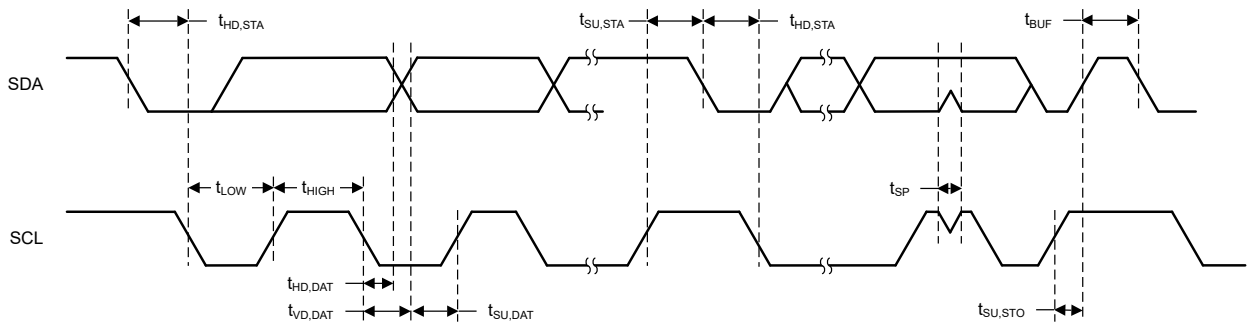 tHD,STA
tSU,STA
tHD,STA
tBUF
SDA
tLOW
tHIGH
tSP
SCL
tHD,DAT
tVD,DAT
tSU,DAT
tSU,STO